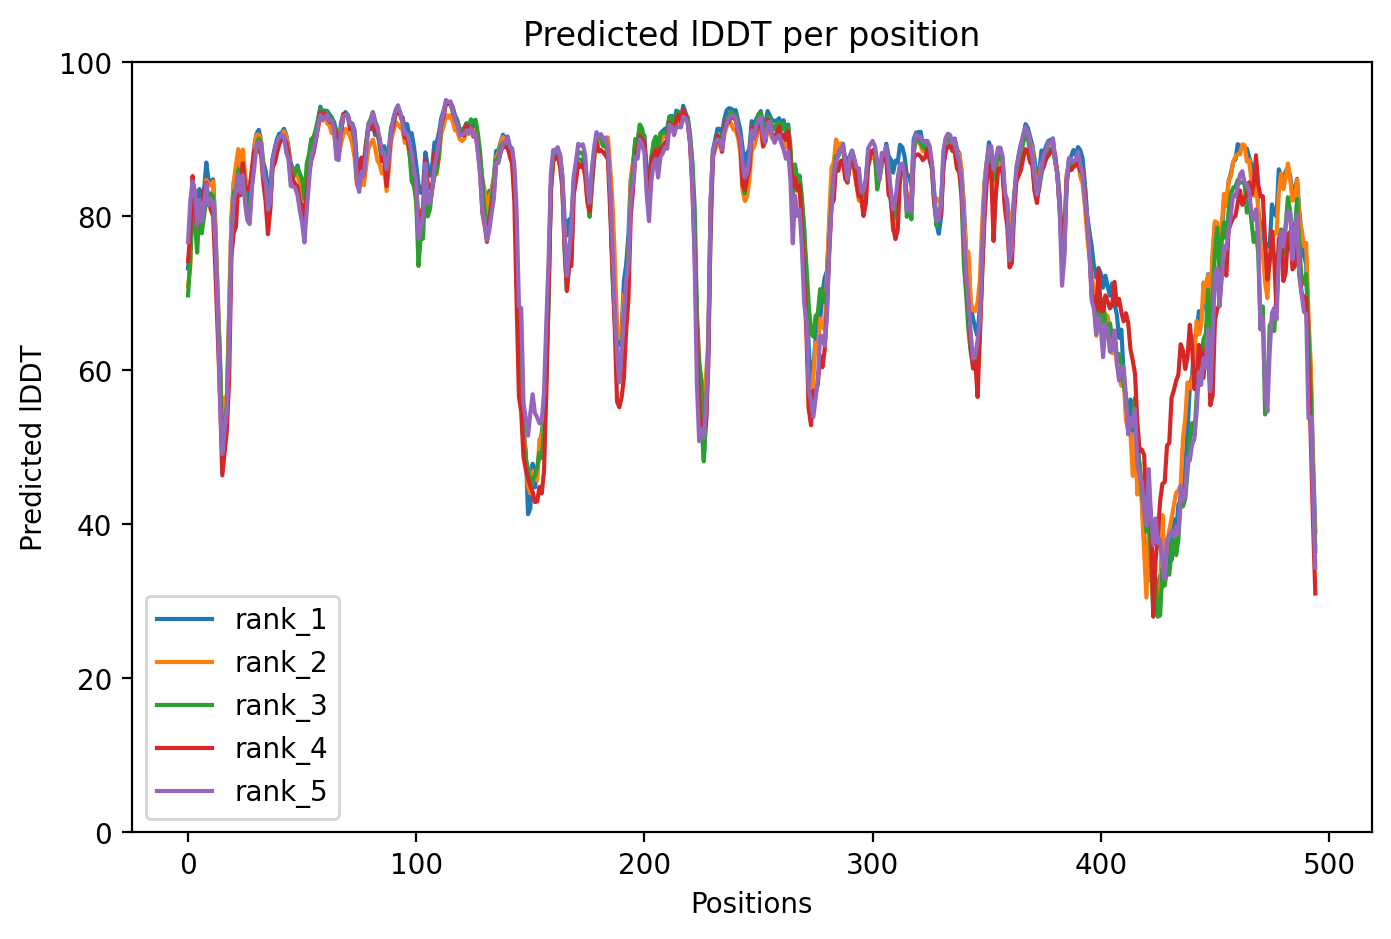 Predicted lDDT per position
100
80
60
40
20
0
Predicted lDDT
rank_1
rank_2
rank_3
rank_4
rank_5
0 100 200 300 400 500
Positions